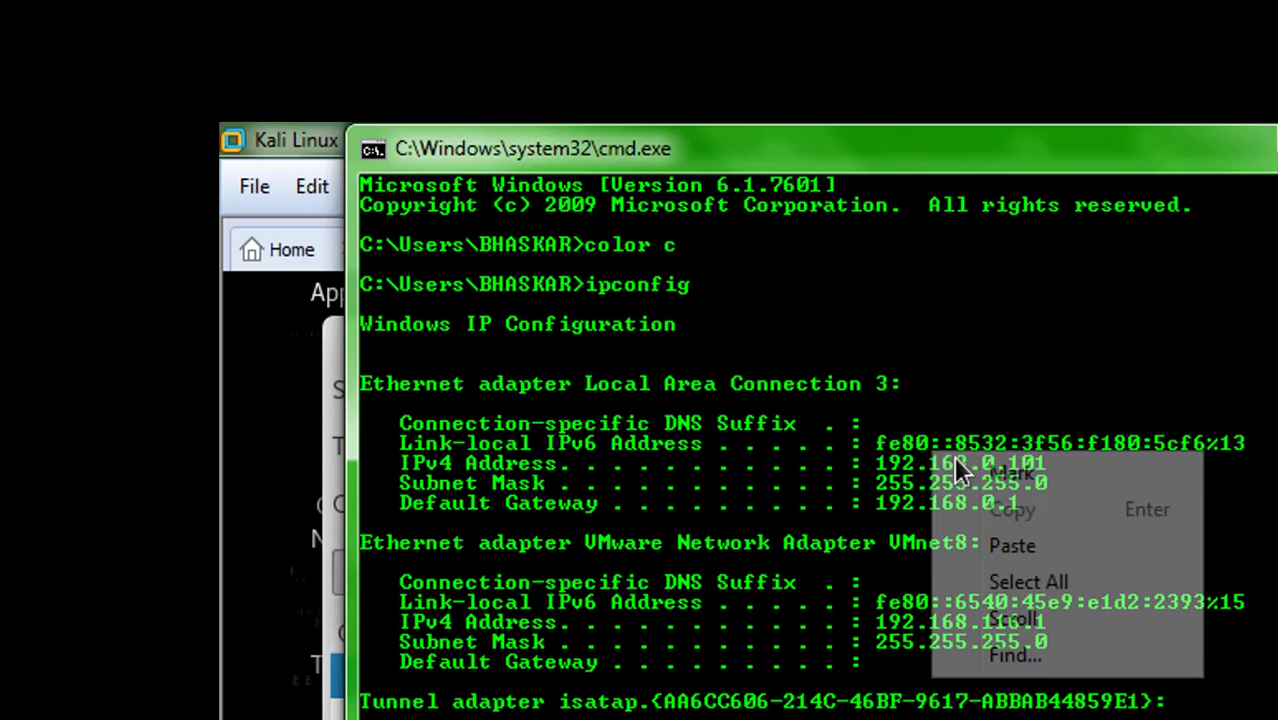 Kali Linux
C:\Windows\system32\cmd.exe
File Edit
Home
App
Microsoft Windows [Version 6.1.7601]
Copyright (c) 2009 Microsoft Corporation. All rights reserved.
C:\Users\BHASKAR>color c
C:\Users\BHASKAR>ipconfig
Windows IP Configuration
Ethernet adapter Local Area Connection 3:
Connection-specific DNS Suffix . :
Link-local IPv6 Address . . . . . : fe80::8532:3f56:f180:5cf6%13
IPv4 Address. . . . . . . . . . . : 192.168.0.101
Subnet Mask . . . . . . . . . . . : 255.255.255.0
Default Gateway . . . . . . . . . : 192.168.0.1
Ethernet adapter VMware Network Adapter VMnet8:
Connection-specific DNS Suffix . :
Link-local IPv6 Address . . . . . : fe80::6540:45e9:e1d2:2393%15
IPv4 Address. . . . . . . . . . . : 192.168.116.1
Subnet Mask . . . . . . . . . . . : 255.255.255.0
Default Gateway . . . . . . . . . :
Tunnel adapter isatap.{AA6CC606-214C-46BF-9617-ABBAB44859E1}:
Mark
Copy Enter
Paste
Select All
Scroll
Find...